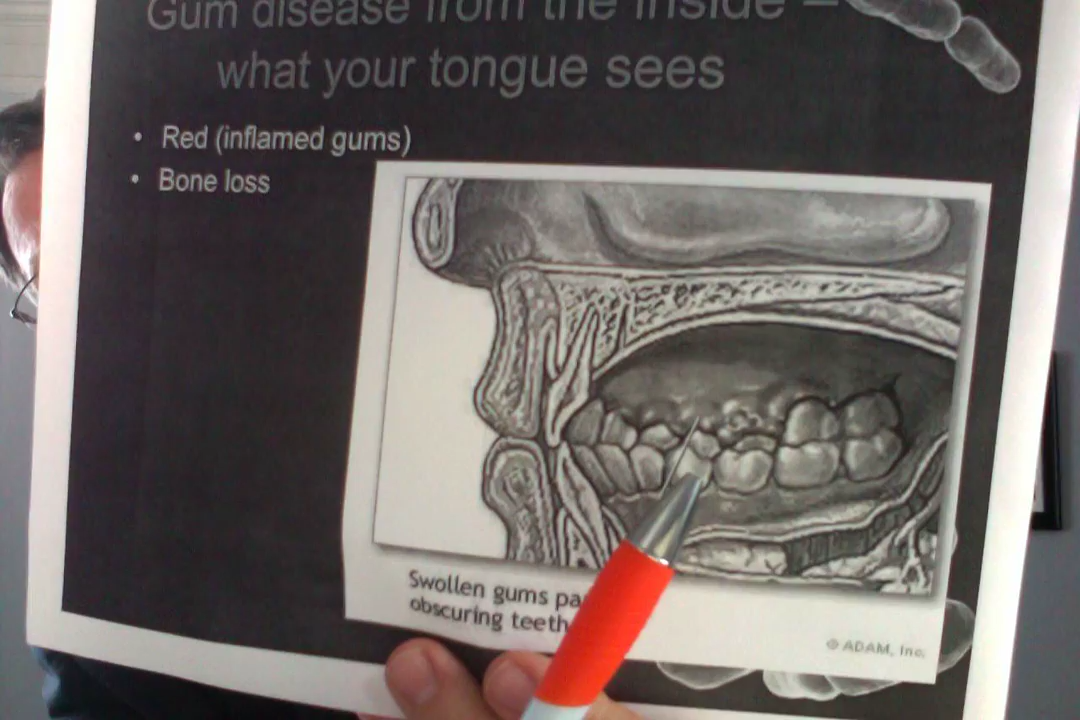 Gum disease from the inside –
what your tongue sees
• Red (inflamed gums)
• Bone loss
Swollen gums
obscuring teeth
© ADAM, Inc.